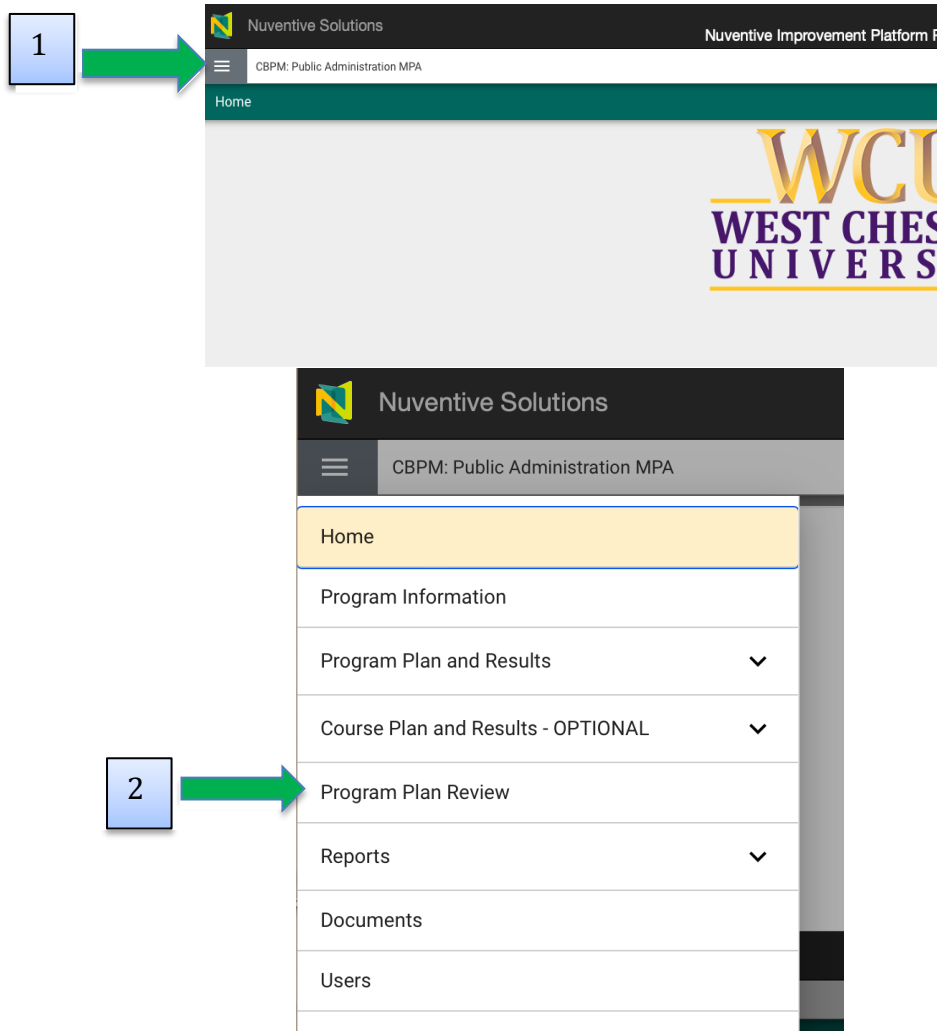 1
Nuventive Solutions
Nuventive Improvement Platform
CBPM: Public Administration MPA
Home
WCU
WEST CHES
UNIVERS
Nuventive Solutions
CBPM: Public Administration MPA
Home
Program Information
Program Plan and Results
Course Plan and Results - OPTIONAL
2
Program Plan Review
Reports
Documents
Users